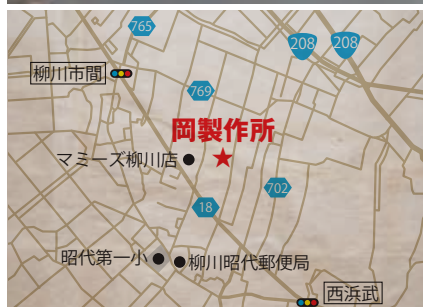 765
208 208
柳川市間
769
岡製作所
マミーズ柳川店
702
18
昭代第一小
柳川昭代郵便局
西浜武